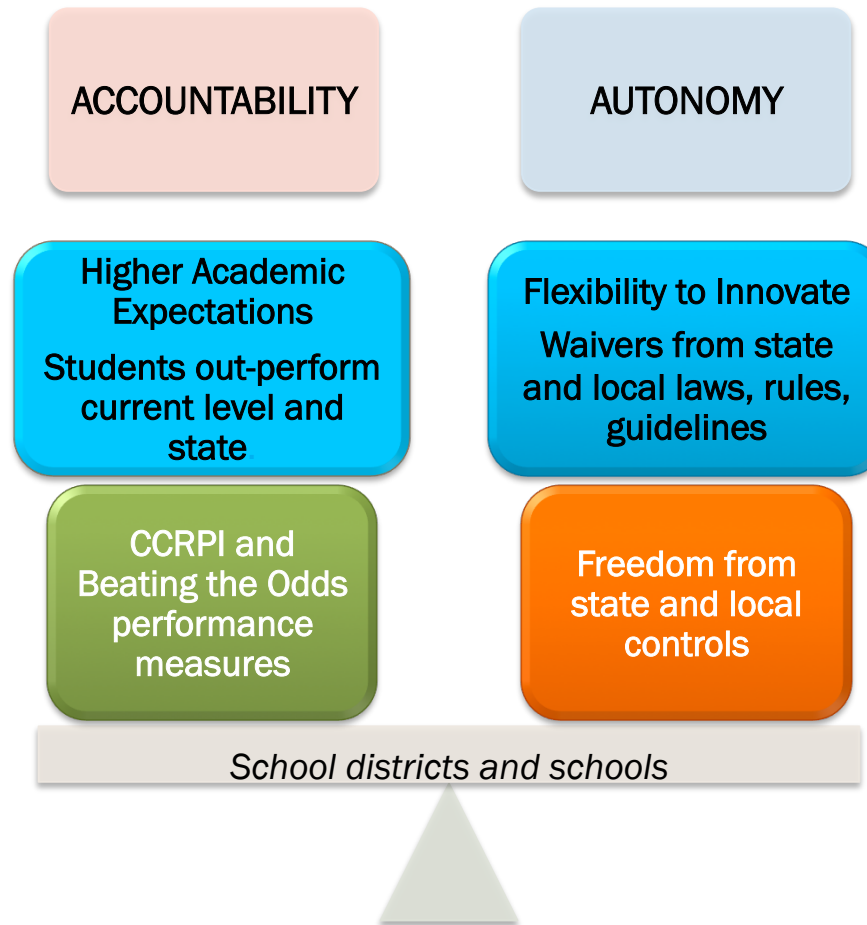 ACCOUNTABILITY
AUTONOMY
Higher Academic
Expectations
Students out-perform
current level and
state
Flexibility to Innovate
Waivers from state
and local laws, rules,
guidelines
CCRPI and
Beating the Odds
performance
measures
Freedom from
state and local
controls
School districts and schools